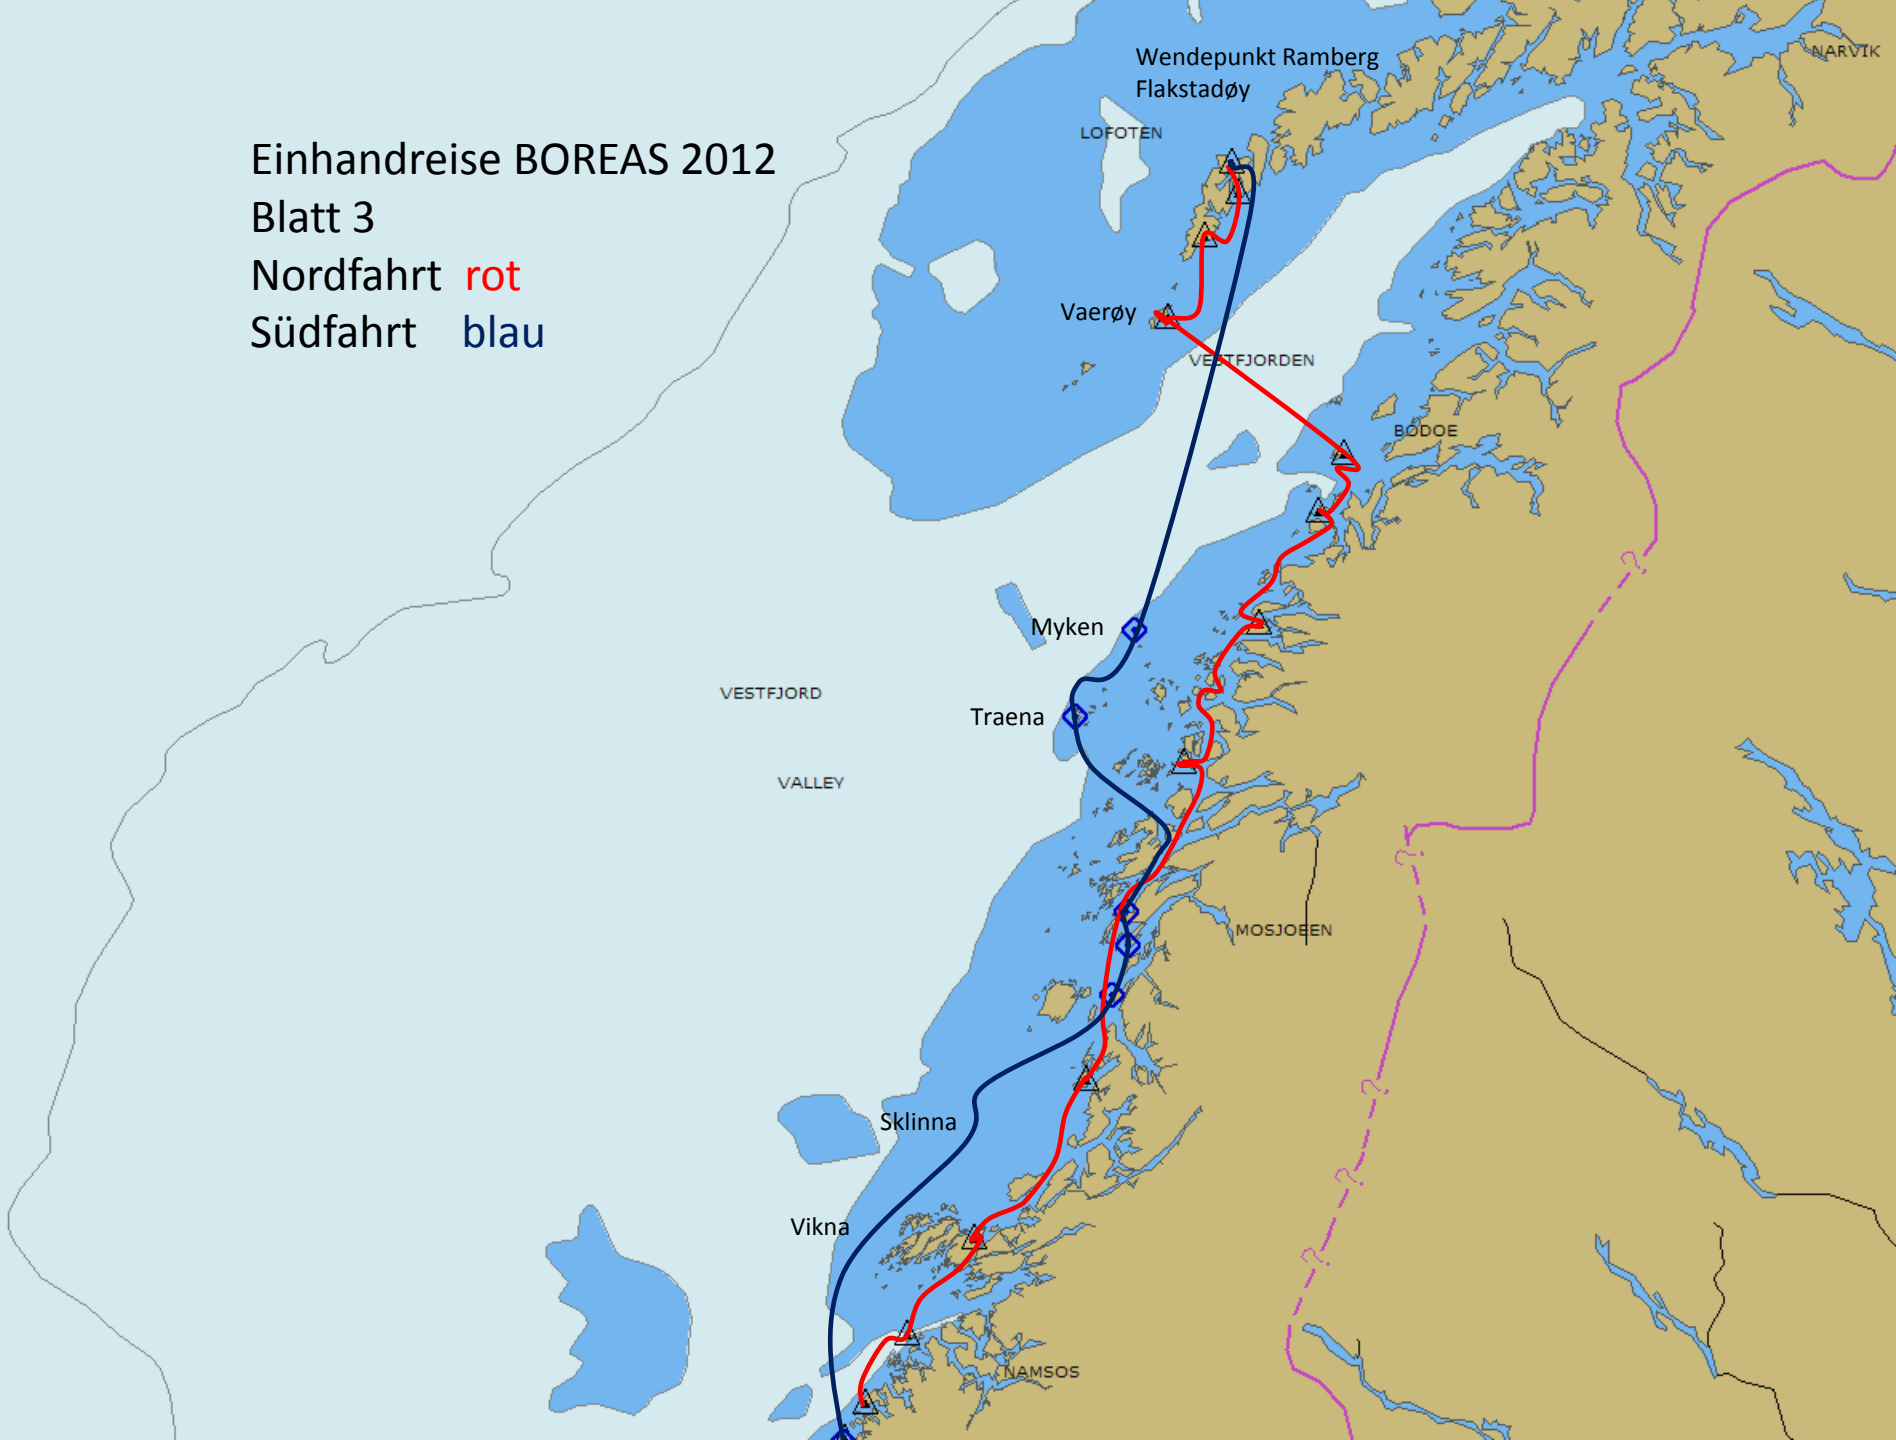 Wendepunkt Ramberg
Flakstadøy
NARVIK
LOFOTEN
Einhandreise BOREAS 2012
Blatt 3
Nordfahrt rot
Südfahrt blau
Vaerøy
VESTFJORDEN
BODOE
Myken
VESTFJORD
Traena
VALLEY
MOSJOEEN
Sklinna
Vikna
NAMSOS